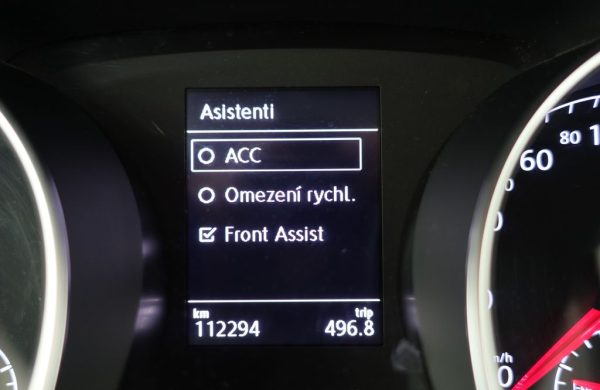 Asistenti
ACC
Omezení rychl.
Front Assist
km trip
112294 496.8
80
60